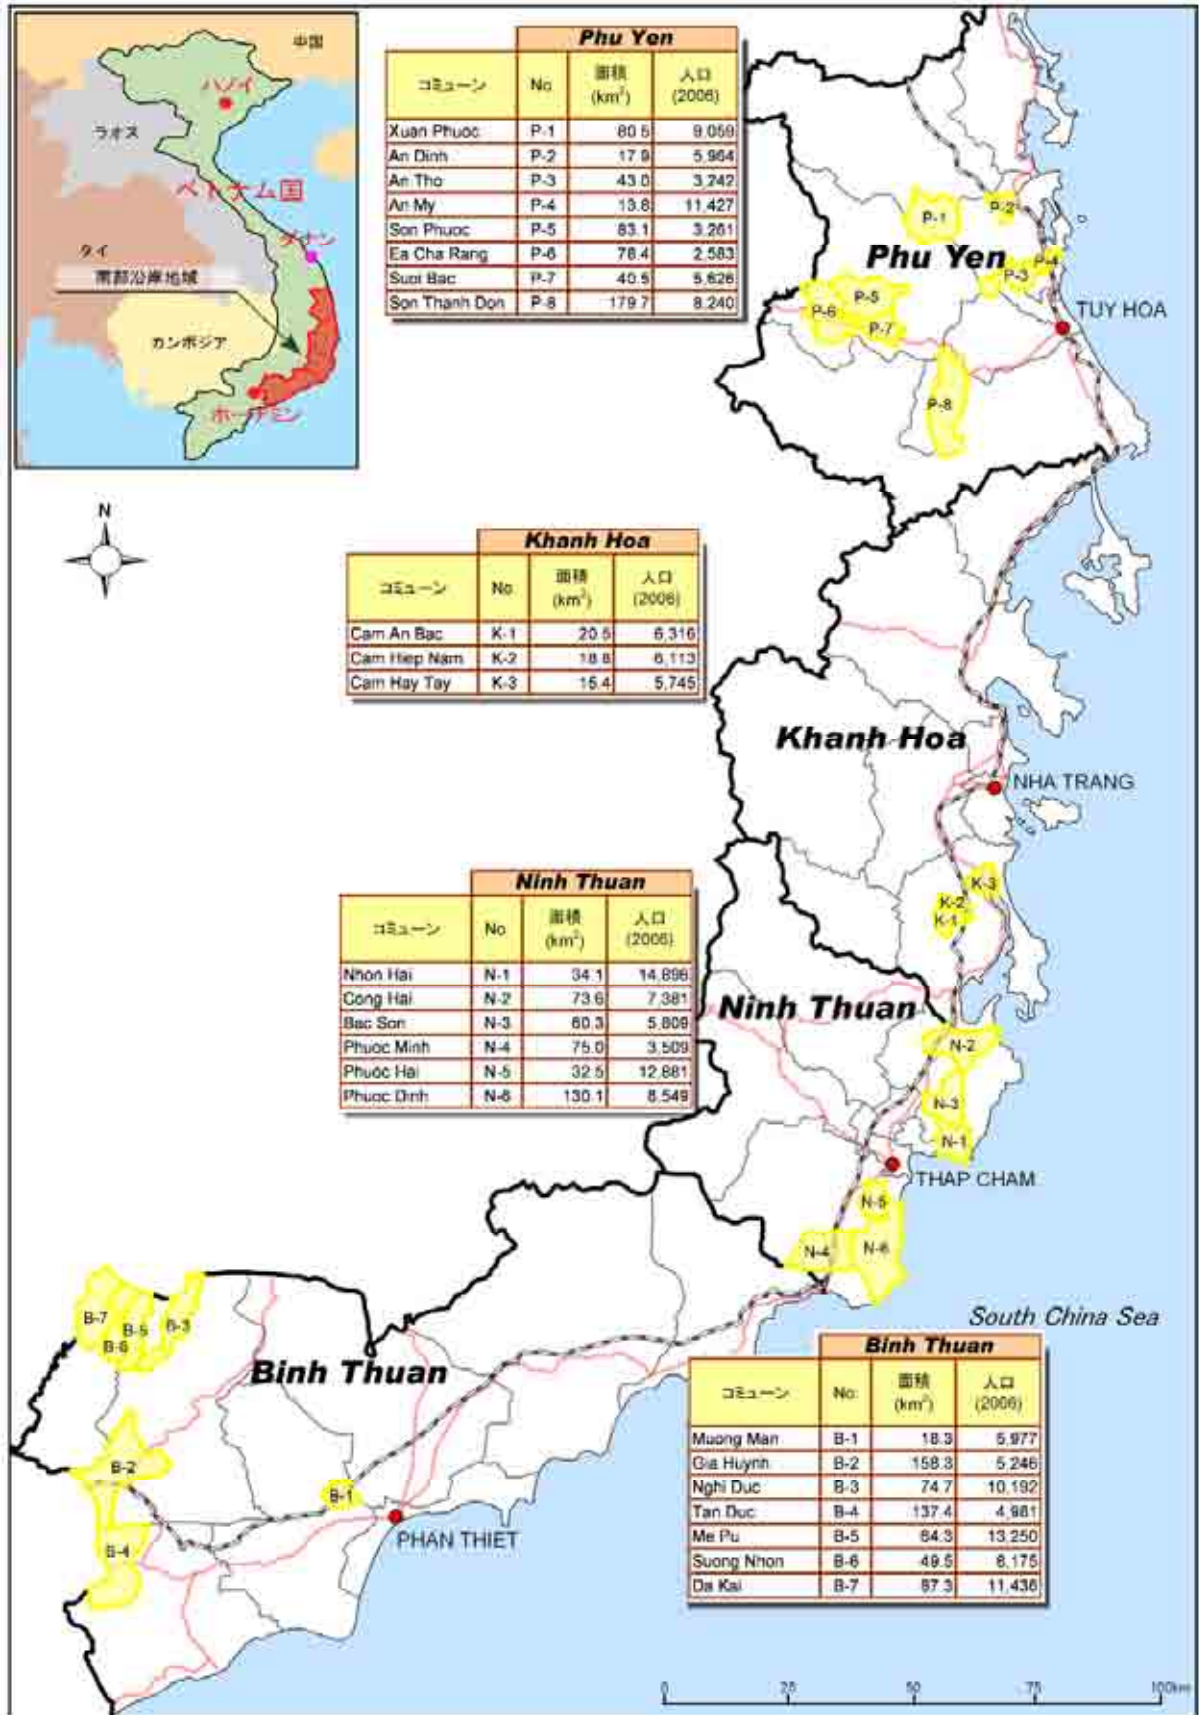 中国
ハノイ
ラオス
ベトナム国
ダナン
タイ
南部沿岸地域
カンボジア
ホーチミン
Phu Yen
コミューン No 面積 (km²) 人口 (2006)
Xuan Phuoc P-1 80.5 9,059
An Dinh P-2 17.9 5,964
An Tho P-3 43.0 3,242
An My P-4 13.8 11,427
Son Phuoc P-5 83.1 3,261
Ea Cha Rang P-6 78.4 2,583
Suoi Bac P-7 40.5 5,626
Son Thanh Don P-8 179.7 8,240
P-1
P-2
Phu Yen
P-4
P-3
P-5
P-6
P-7
TUY HOA
P-8
N
Khanh Hoa
コミューン No 面積 (km²) 人口 (2006)
Cam An Bac K-1 20.5 6,316
Cam Hiep Nam K-2 18.8 6,113
Cam Hay Tay K-3 15.4 5,745
Khanh Hoa
NHA TRANG
K-3
K-2
K-1
Ninh Thuan
コミューン No 面積 (km²) 人口 (2006)
Nhon Hai N-1 34.1 14,896
Cong Hai N-2 73.6 7,381
Bac Son N-3 60.3 5,809
Phuoc Minh N-4 75.0 3,509
Phuoc Hai N-5 32.5 12,881
Phuoc Dinh N-6 130.1 8,549
Ninh Thuan
N-2
N-3
N-1
THAP CHAM
N-5
N-4
N-6
South China Sea
B-7
B-5
B-3
B-6
Binh Thuan
B-2
B-1
PHAN THIET
B-4
Binh Thuan
コミューン No. 面積 (km²) 人口 (2006)
Muong Man B-1 18.3 5,977
Gia Huynh B-2 158.3 5,246
Nghi Duc B-3 74.7 10,192
Tan Duc B-4 137.4 4,981
Me Pu B-5 64.3 13,250
Suong Nhon B-6 49.5 8,175
Da Kai B-7 87.3 11,436
0 25 50 75 100km